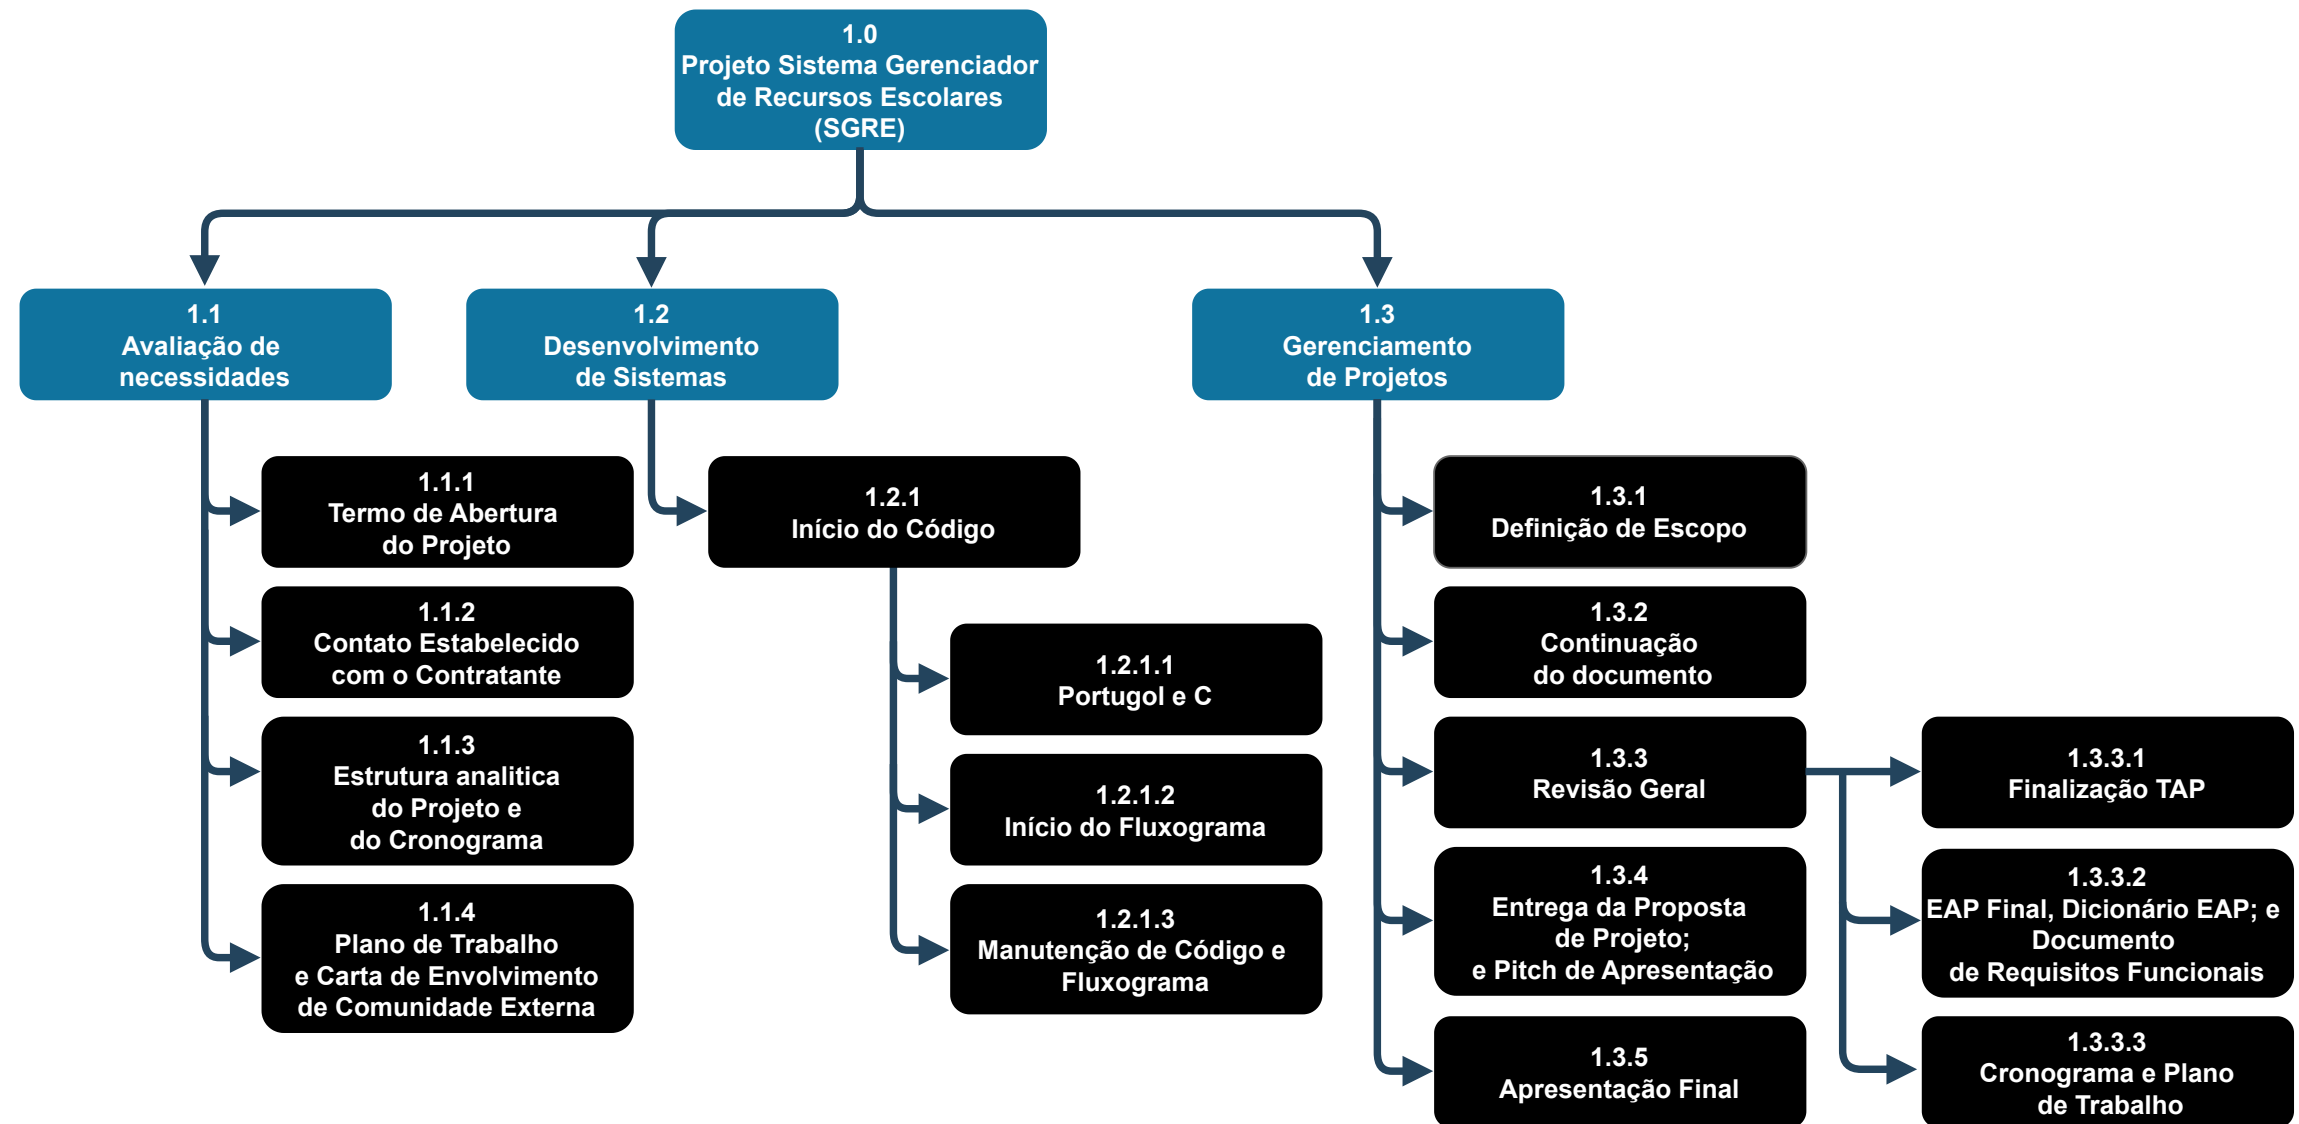 1.0
Projeto Sistema Gerenciador
de Recursos Escolares
(SGRE)
1.1
Avaliação de
necessidades
1.2
Desenvolvimento
de Sistemas
1.3
Gerenciamento
de Projetos
1.1.1
Termo de Abertura
do Projeto
1.1.2
Contato Estabelecido
com o Contratante
1.1.3
Estrutura analitica
do Projeto e
do Cronograma
1.1.4
Plano de Trabalho
e Carta de Envolvimento
de Comunidade Externa
1.2.1
Início do Código
1.2.1.1
Portugol e C
1.2.1.2
Início do Fluxograma
1.2.1.3
Manutenção de Código e
Fluxograma
1.3.1
Definição de Escopo
1.3.2
Continuação
do documento
1.3.3
Revisão Geral
1.3.4
Entrega da Proposta
de Projeto;
e Pitch de Apresentação
1.3.5
Apresentação Final
1.3.3.1
Finalização TAP
1.3.3.2
EAP Final, Dicionário EAP; e
Documento
de Requisitos Funcionais
1.3.3.3
Cronograma e Plano
de Trabalho